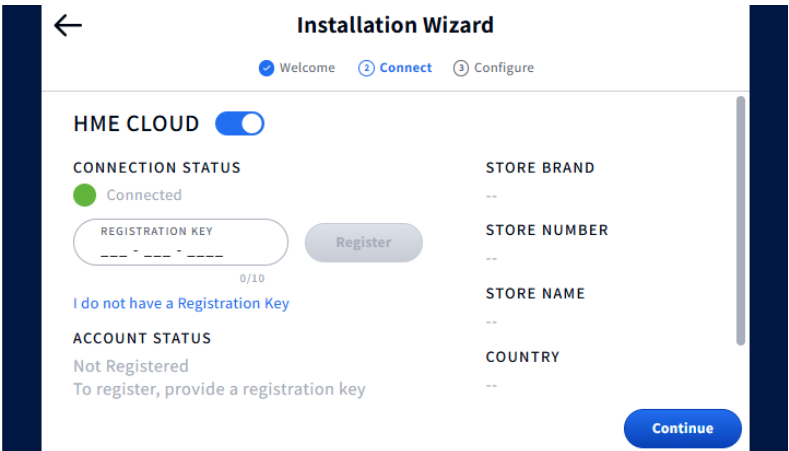 Installation Wizard
Welcome
2 Connect
3 Configure
HME CLOUD
CONNECTION STATUS
Connected
REGISTRATION KEY
___ - ___ - ____
Register
0/10
I do not have a Registration Key
ACCOUNT STATUS
Not Registered
To register, provide a registration key
STORE BRAND
--
STORE NUMBER
--
STORE NAME
--
COUNTRY
--
Continue